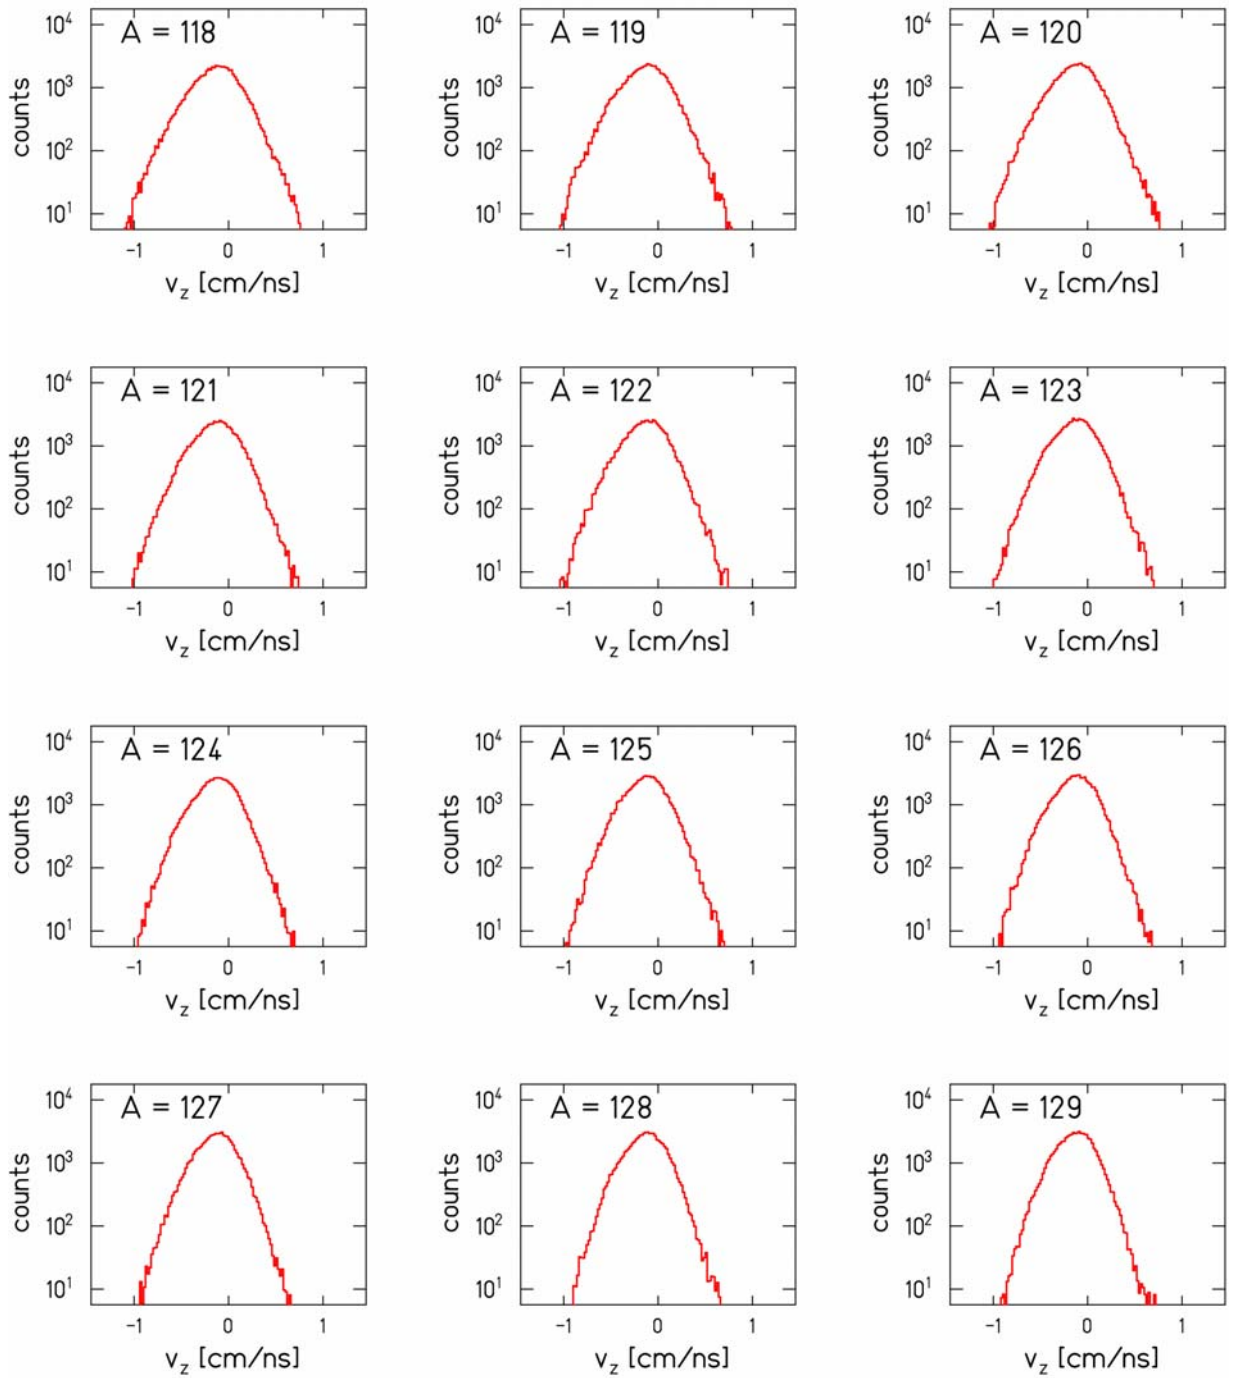 A = 118
10⁴
10³
10²
10¹
counts
-1 0 1
v_z [cm/ns]
A = 119
10⁴
10³
10²
10¹
counts
-1 0 1
v_z [cm/ns]
A = 120
10⁴
10³
10²
10¹
counts
-1 0 1
v_z [cm/ns]
A = 121
10⁴
10³
10²
10¹
counts
-1 0 1
v_z [cm/ns]
A = 122
10⁴
10³
10²
10¹
counts
-1 0 1
v_z [cm/ns]
A = 123
10⁴
10³
10²
10¹
counts
-1 0 1
v_z [cm/ns]
A = 124
10⁴
10³
10²
10¹
counts
-1 0 1
v_z [cm/ns]
A = 125
10⁴
10³
10²
10¹
counts
-1 0 1
v_z [cm/ns]
A = 126
10⁴
10³
10²
10¹
counts
-1 0 1
v_z [cm/ns]
A = 127
10⁴
10³
10²
10¹
counts
-1 0 1
v_z [cm/ns]
A = 128
10⁴
10³
10²
10¹
counts
-1 0 1
v_z [cm/ns]
A = 129
10⁴
10³
10²
10¹
counts
-1 0 1
v_z [cm/ns]